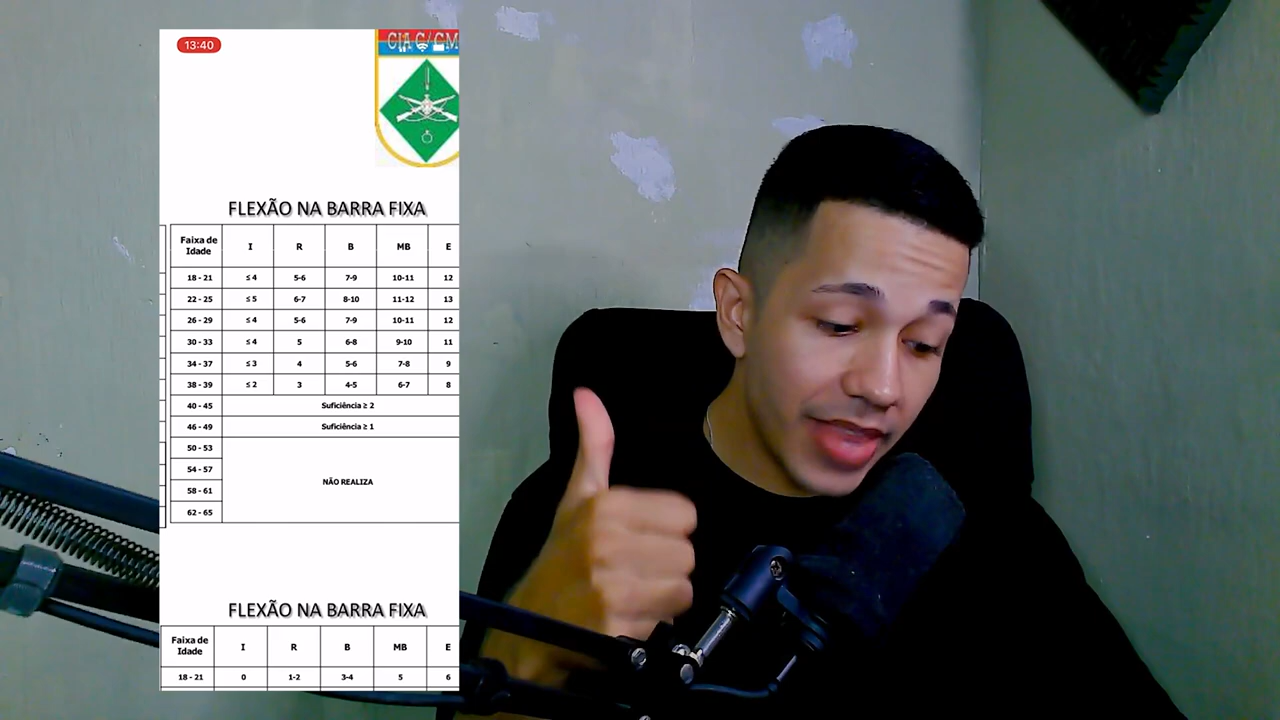 13:40
CIA C/CM
FLEXÃO NA BARRA FIXA
Faixa de Idade I R B MB E
18 - 21 ≤ 4 5-6 7-9 10-11 12
22 - 25 ≤ 5 6-7 8-10 11-12 13
26 - 29 ≤ 4 5-6 7-9 10-11 12
30 - 33 ≤ 4 5 6-8 9-10 11
34 - 37 ≤ 3 4 5-6 7-8 9
38 - 39 ≤ 2 3 4-5 6-7 8
40 - 45 Suficiência ≥ 2
46 - 49 Suficiência ≥ 1
50 - 53
54 - 57
NÃO REALIZA
58 - 61
62 - 65
FLEXÃO NA BARRA FIXA
Faixa de Idade I R B MB E
18 - 21 0 1-2 3-4 5 6